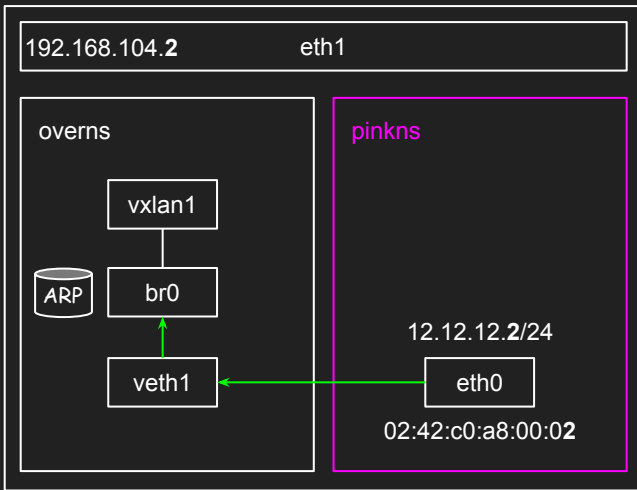 192.168.104.2 eth1
overns
pinkns
vxlan1
ARP
br0
12.12.12.2/24
veth1
eth0
02:42:c0:a8:00:02